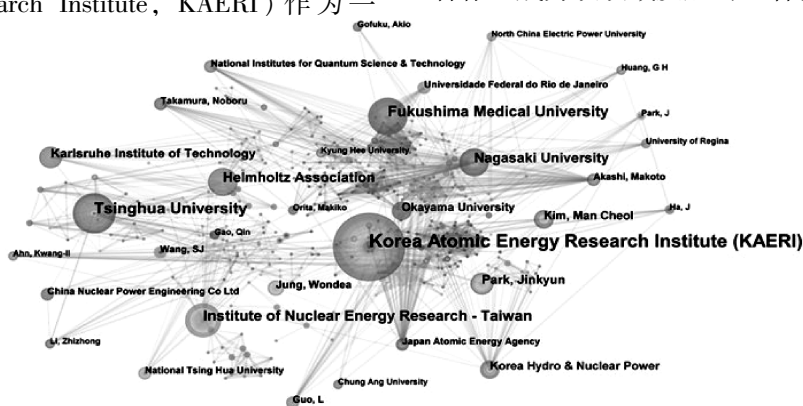 arch Institute, KAERI) 作为一
Gofuku, Akio
North China Electric Power University
National Institutes for Quantum Science & Technology
Huang, G H
Universidade Federal do Rio de Janeiro
Takamura, Noboru
Fukushima Medical University
Park, J
University of Regina
Kyung Hee University
Karlsruhe Institute of Technology
Nagasaki University
Helmholtz Association
Akashi, Makoto
Tsinghua University
Orita, Makiko
Okayama University
Ha, J
Kim, Man Cheol
Gao, Qin
Korea Atomic Energy Research Institute (KAERI)
Wang, SJ
Ahn, Kwang-Il
Park, Jinkyun
Jung, Wondea
China Nuclear Power Engineering Co Ltd
Institute of Nuclear Energy Research - Taiwan
Li, Zhizhong
Japan Atomic Energy Agency
Korea Hydro & Nuclear Power
National Tsing Hua University
Chung Ang University
Guo, L